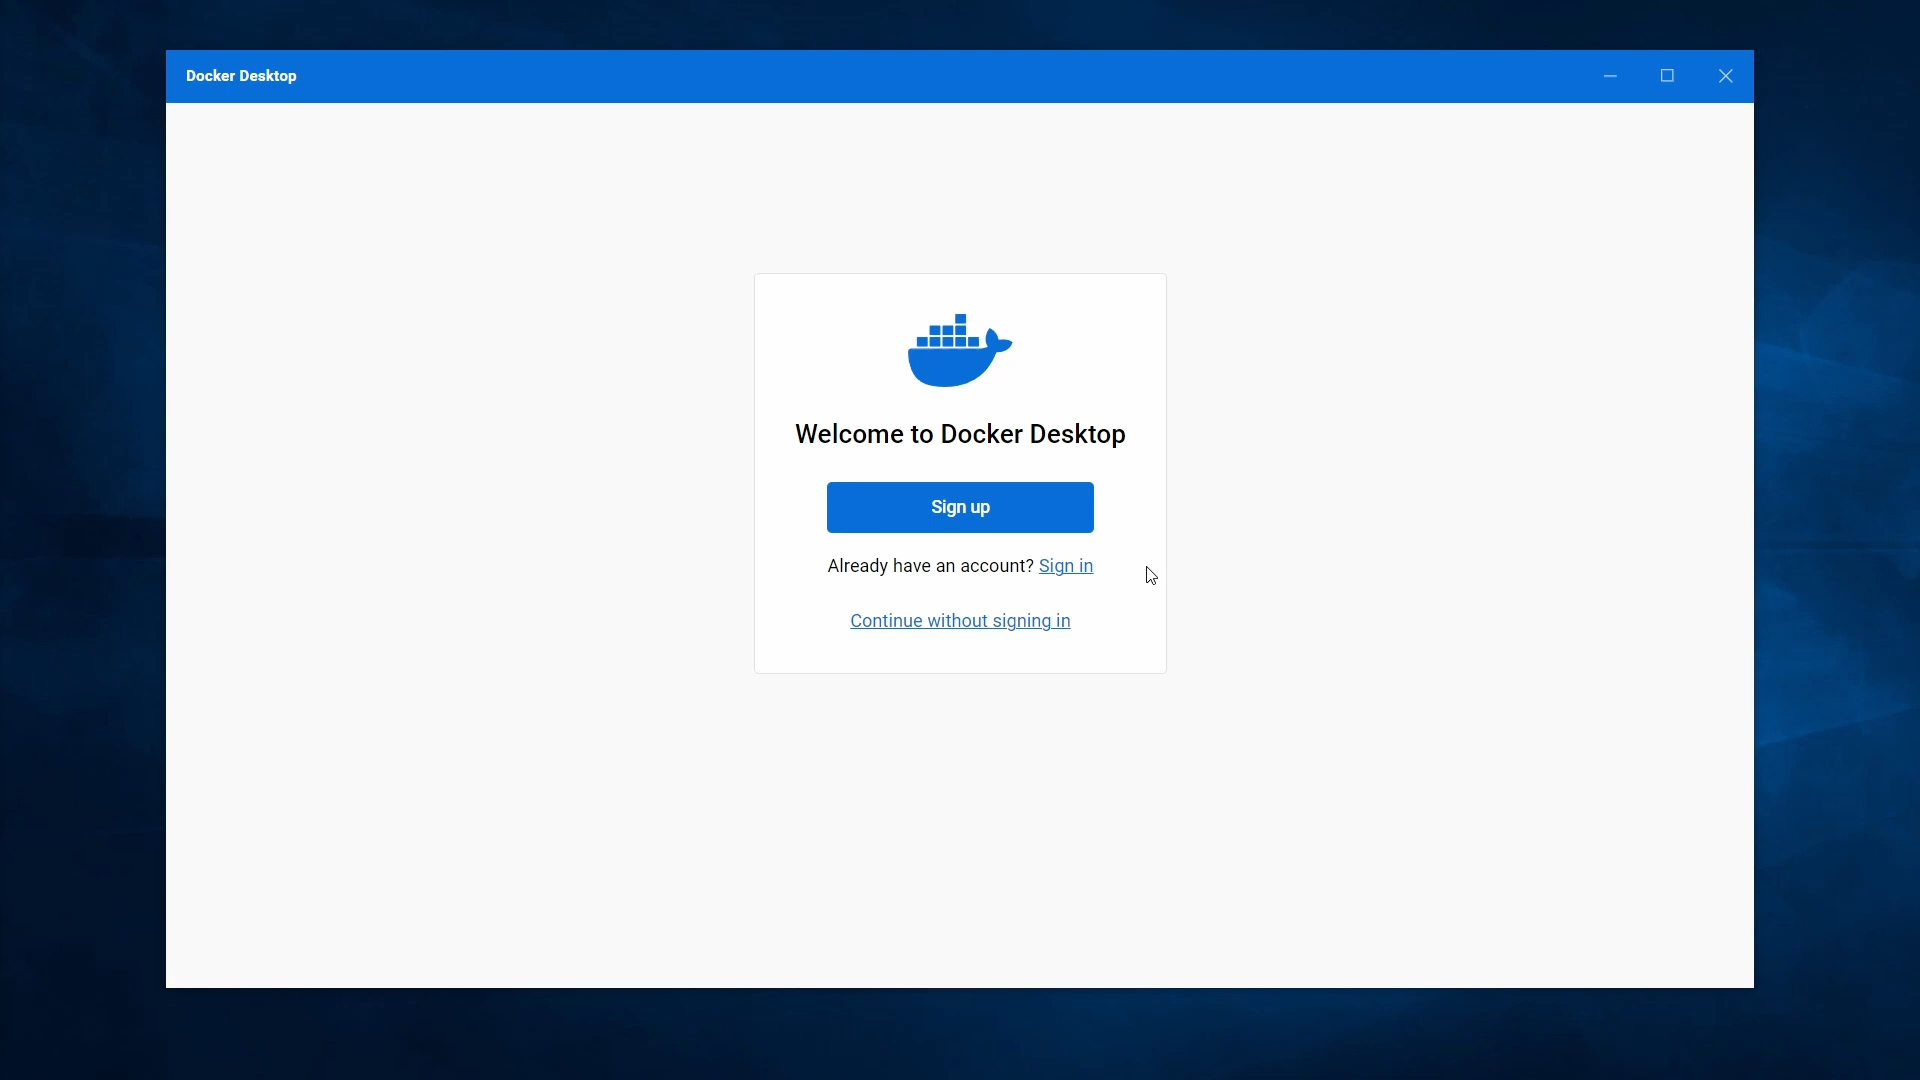 Docker Desktop
Welcome to Docker Desktop
Sign up
Already have an account? Sign in
Continue without signing in